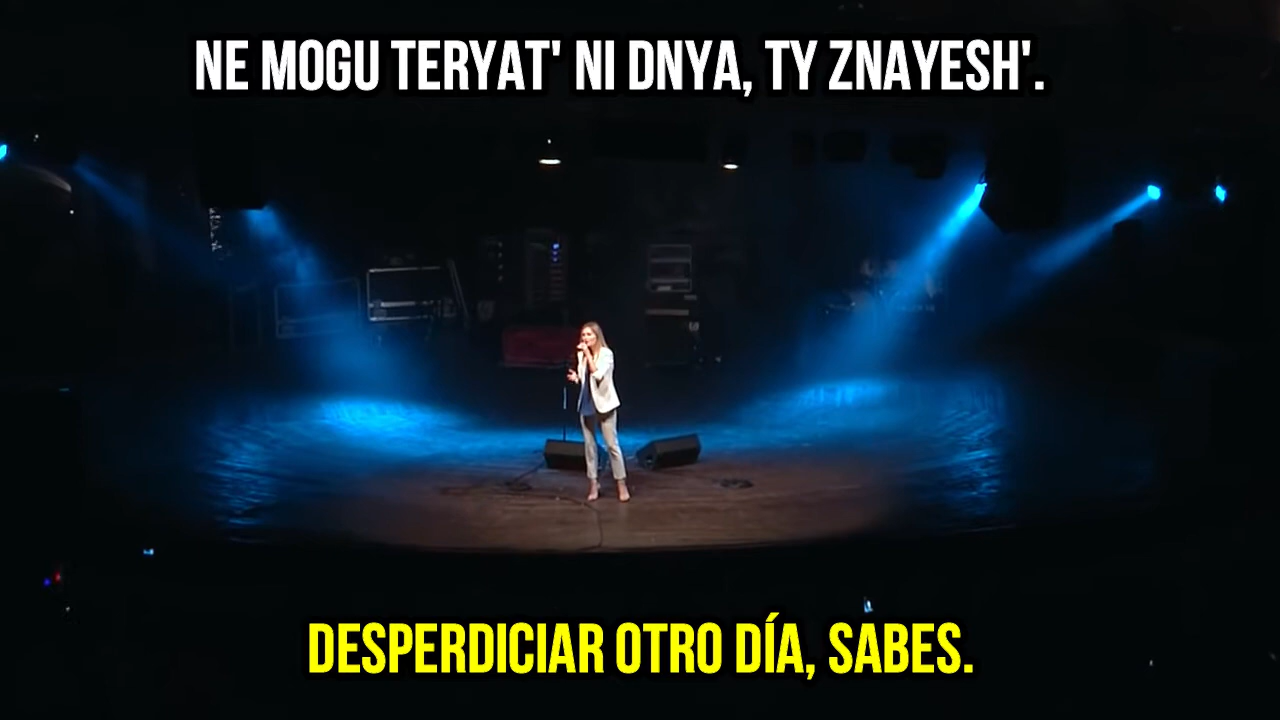 NE MOGU TERYAT' NI DNYA, TY ZNAYESH'.
DESPERDICIAR OTRO DÍA, SABES.